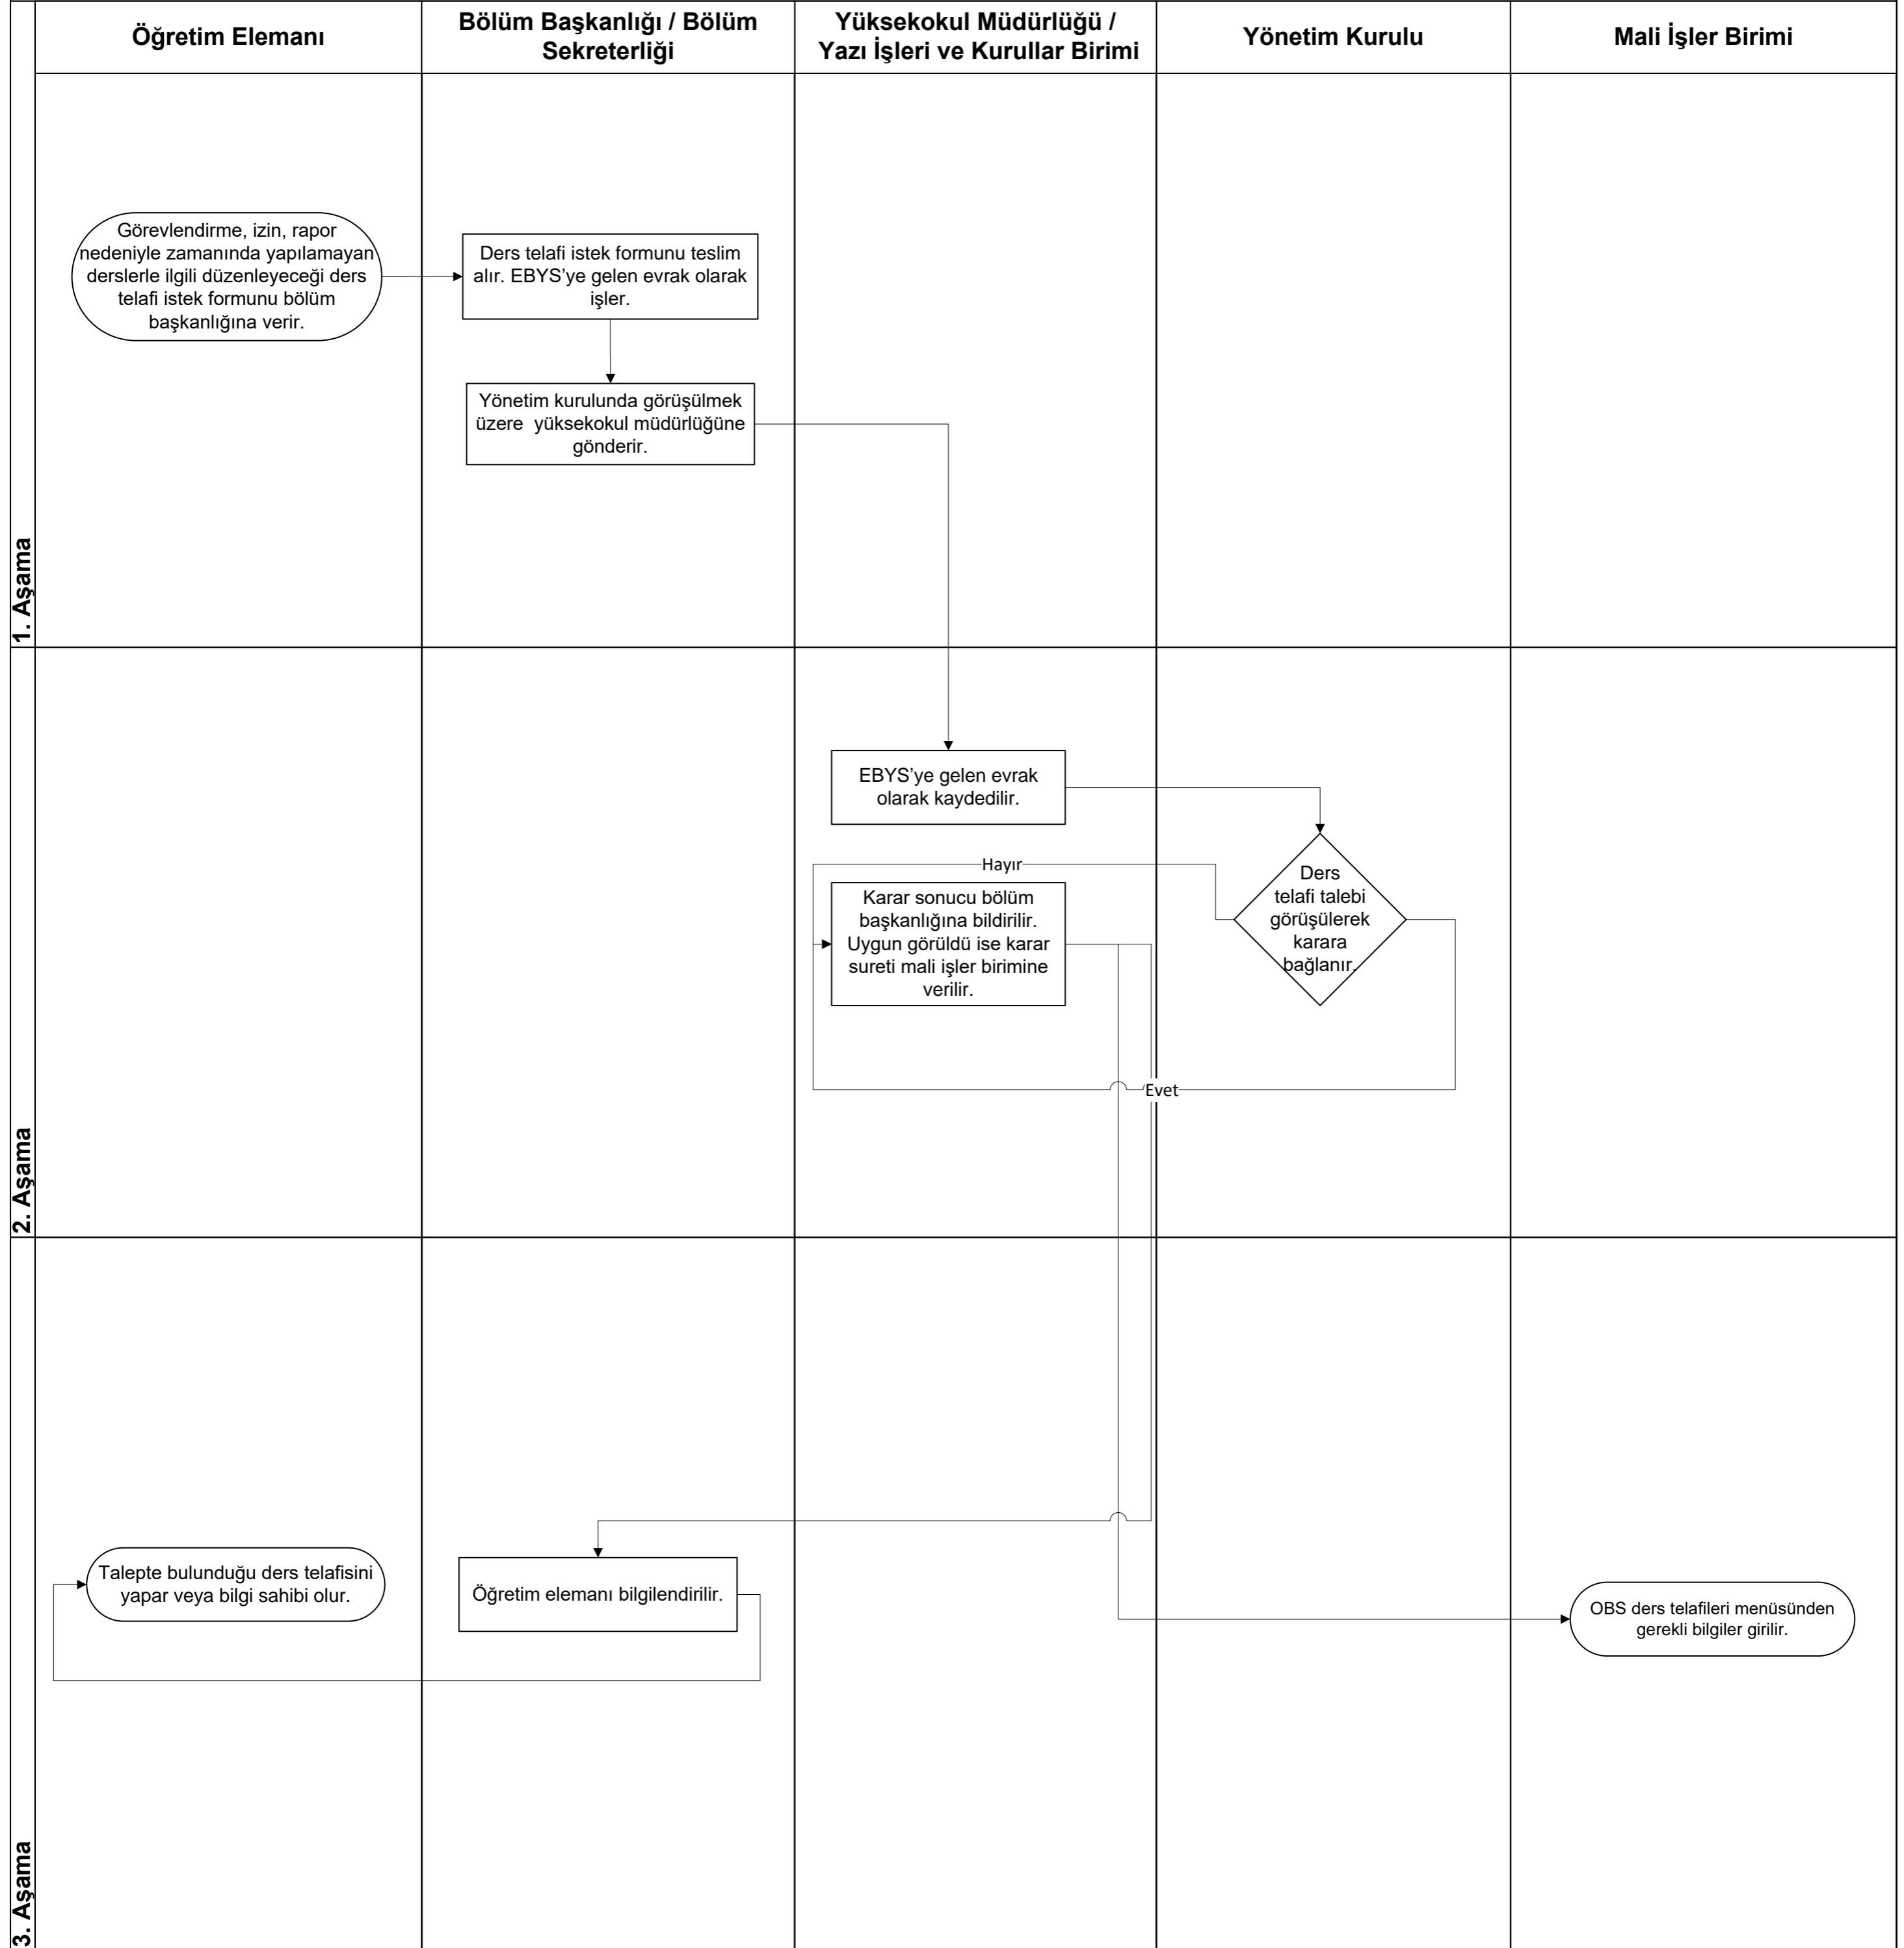 Öğretim Elemanı
Bölüm Başkanlığı / Bölüm
Sekreterliği
Yüksekokul Müdürlüğü /
Yazı İşleri ve Kurullar Birimi
Yönetim Kurulu
Mali İşler Birimi
1. Aşama
Görevlendirme, izin, rapor
nedeniyle zamanında yapılamayan
derslerle ilgili düzenleyeceği ders
telafi istek formunu bölüm
başkanlığına verir.
Ders telafi istek formunu teslim
alır. EBYS’ye gelen evrak olarak
işler.
Yönetim kurulunda görüşülmek
üzere yüksekokul müdürlüğüne
gönderir.
2. Aşama
EBYS’ye gelen evrak
olarak kaydedilir.
Hayır
Ders
telafi talebi
görüşülerek
karara
bağlanır.
Karar sonucu bölüm
başkanlığına bildirilir.
Uygun görüldü ise karar
sureti mali işler birimine
verilir.
Evet
3. Aşama
Talepte bulunduğu ders telafisini
yapar veya bilgi sahibi olur.
Öğretim elemanı bilgilendirilir.
OBS ders telafileri menüsünden
gerekli bilgiler girilir.